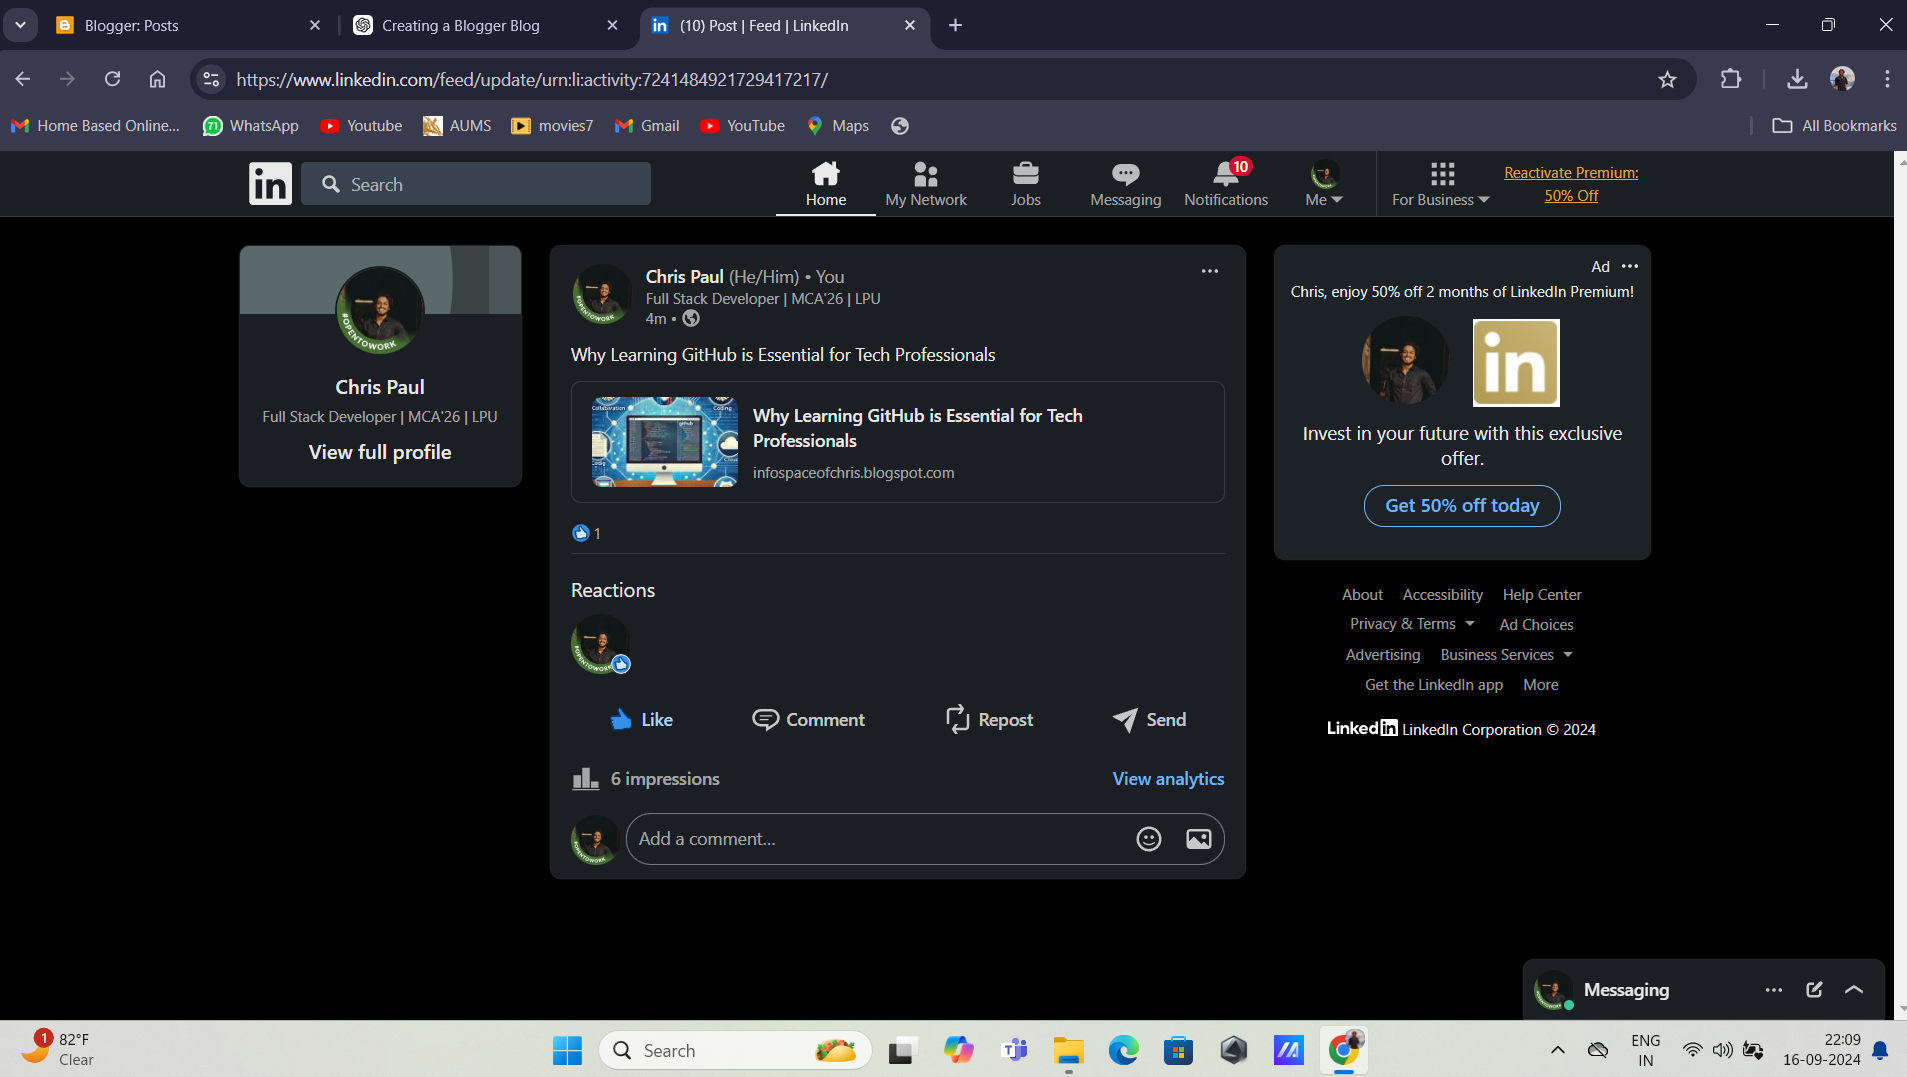 Blogger: Posts
Creating a Blogger Blog
(10) Post | Feed | LinkedIn
https://www.linkedin.com/feed/update/urn:li:activity:7241484921729417217/
Home Based Online...
71
WhatsApp
Youtube
AUMS
movies7
Gmail
YouTube
Maps
All Bookmarks
in
Search
Home
My Network
Jobs
Messaging
10
Notifications
Me
For Business
Reactivate Premium:
50% Off
#OPENTOWORK
Chris Paul
Full Stack Developer | MCA'26 | LPU
View full profile
#OPENTOWORK
Chris Paul (He/Him) • You
Full Stack Developer | MCA'26 | LPU
4m •
Why Learning GitHub is Essential for Tech Professionals
Collaboration
Coding
github
Why Learning GitHub is Essential for Tech
Professionals
infospaceofchris.blogspot.com
1
Reactions
Like
Comment
Repost
Send
6 impressions
View analytics
Add a comment...
Ad
Chris, enjoy 50% off 2 months of LinkedIn Premium!
in
Invest in your future with this exclusive
offer.
Get 50% off today
About
Accessibility
Help Center
Privacy & Terms
Ad Choices
Advertising
Business Services
Get the LinkedIn app
More
LinkedIn LinkedIn Corporation © 2024
Messaging
1
82°F
Clear
Search
ENG
IN
22:09
16-09-2024